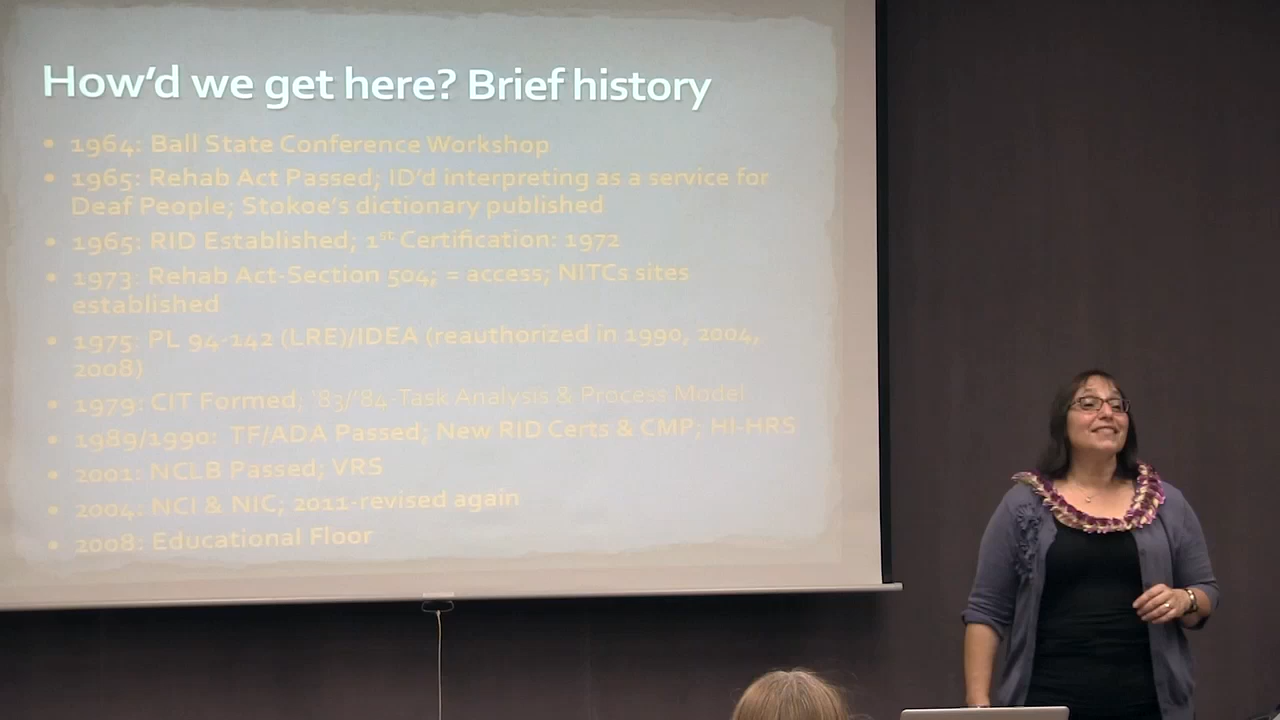 How'd we get here? Brief history
• 1964: Ball State Conference Workshop
• 1965: Rehab Act Passed; ID'd interpreting as a service for
Deaf People; Stokoe's dictionary published
• 1965: RID Established; 1st Certification: 1972
• 1973: Rehab Act-Section 504; = access; NITCs sites
established
• 1975: PL 94-142 (LRE)/IDEA (reauthorized in 1990, 2004,
2008)
• 1979: CIT Formed; '83/'84-Task Analysis & Process Model
• 1989/1990: TF/ADA Passed; New RID Certs & CMP; HI-HRS
• 2001: NCLB Passed; VRS
• 2004: NCI & NIC; 2011-revised again
• 2008: Educational Floor